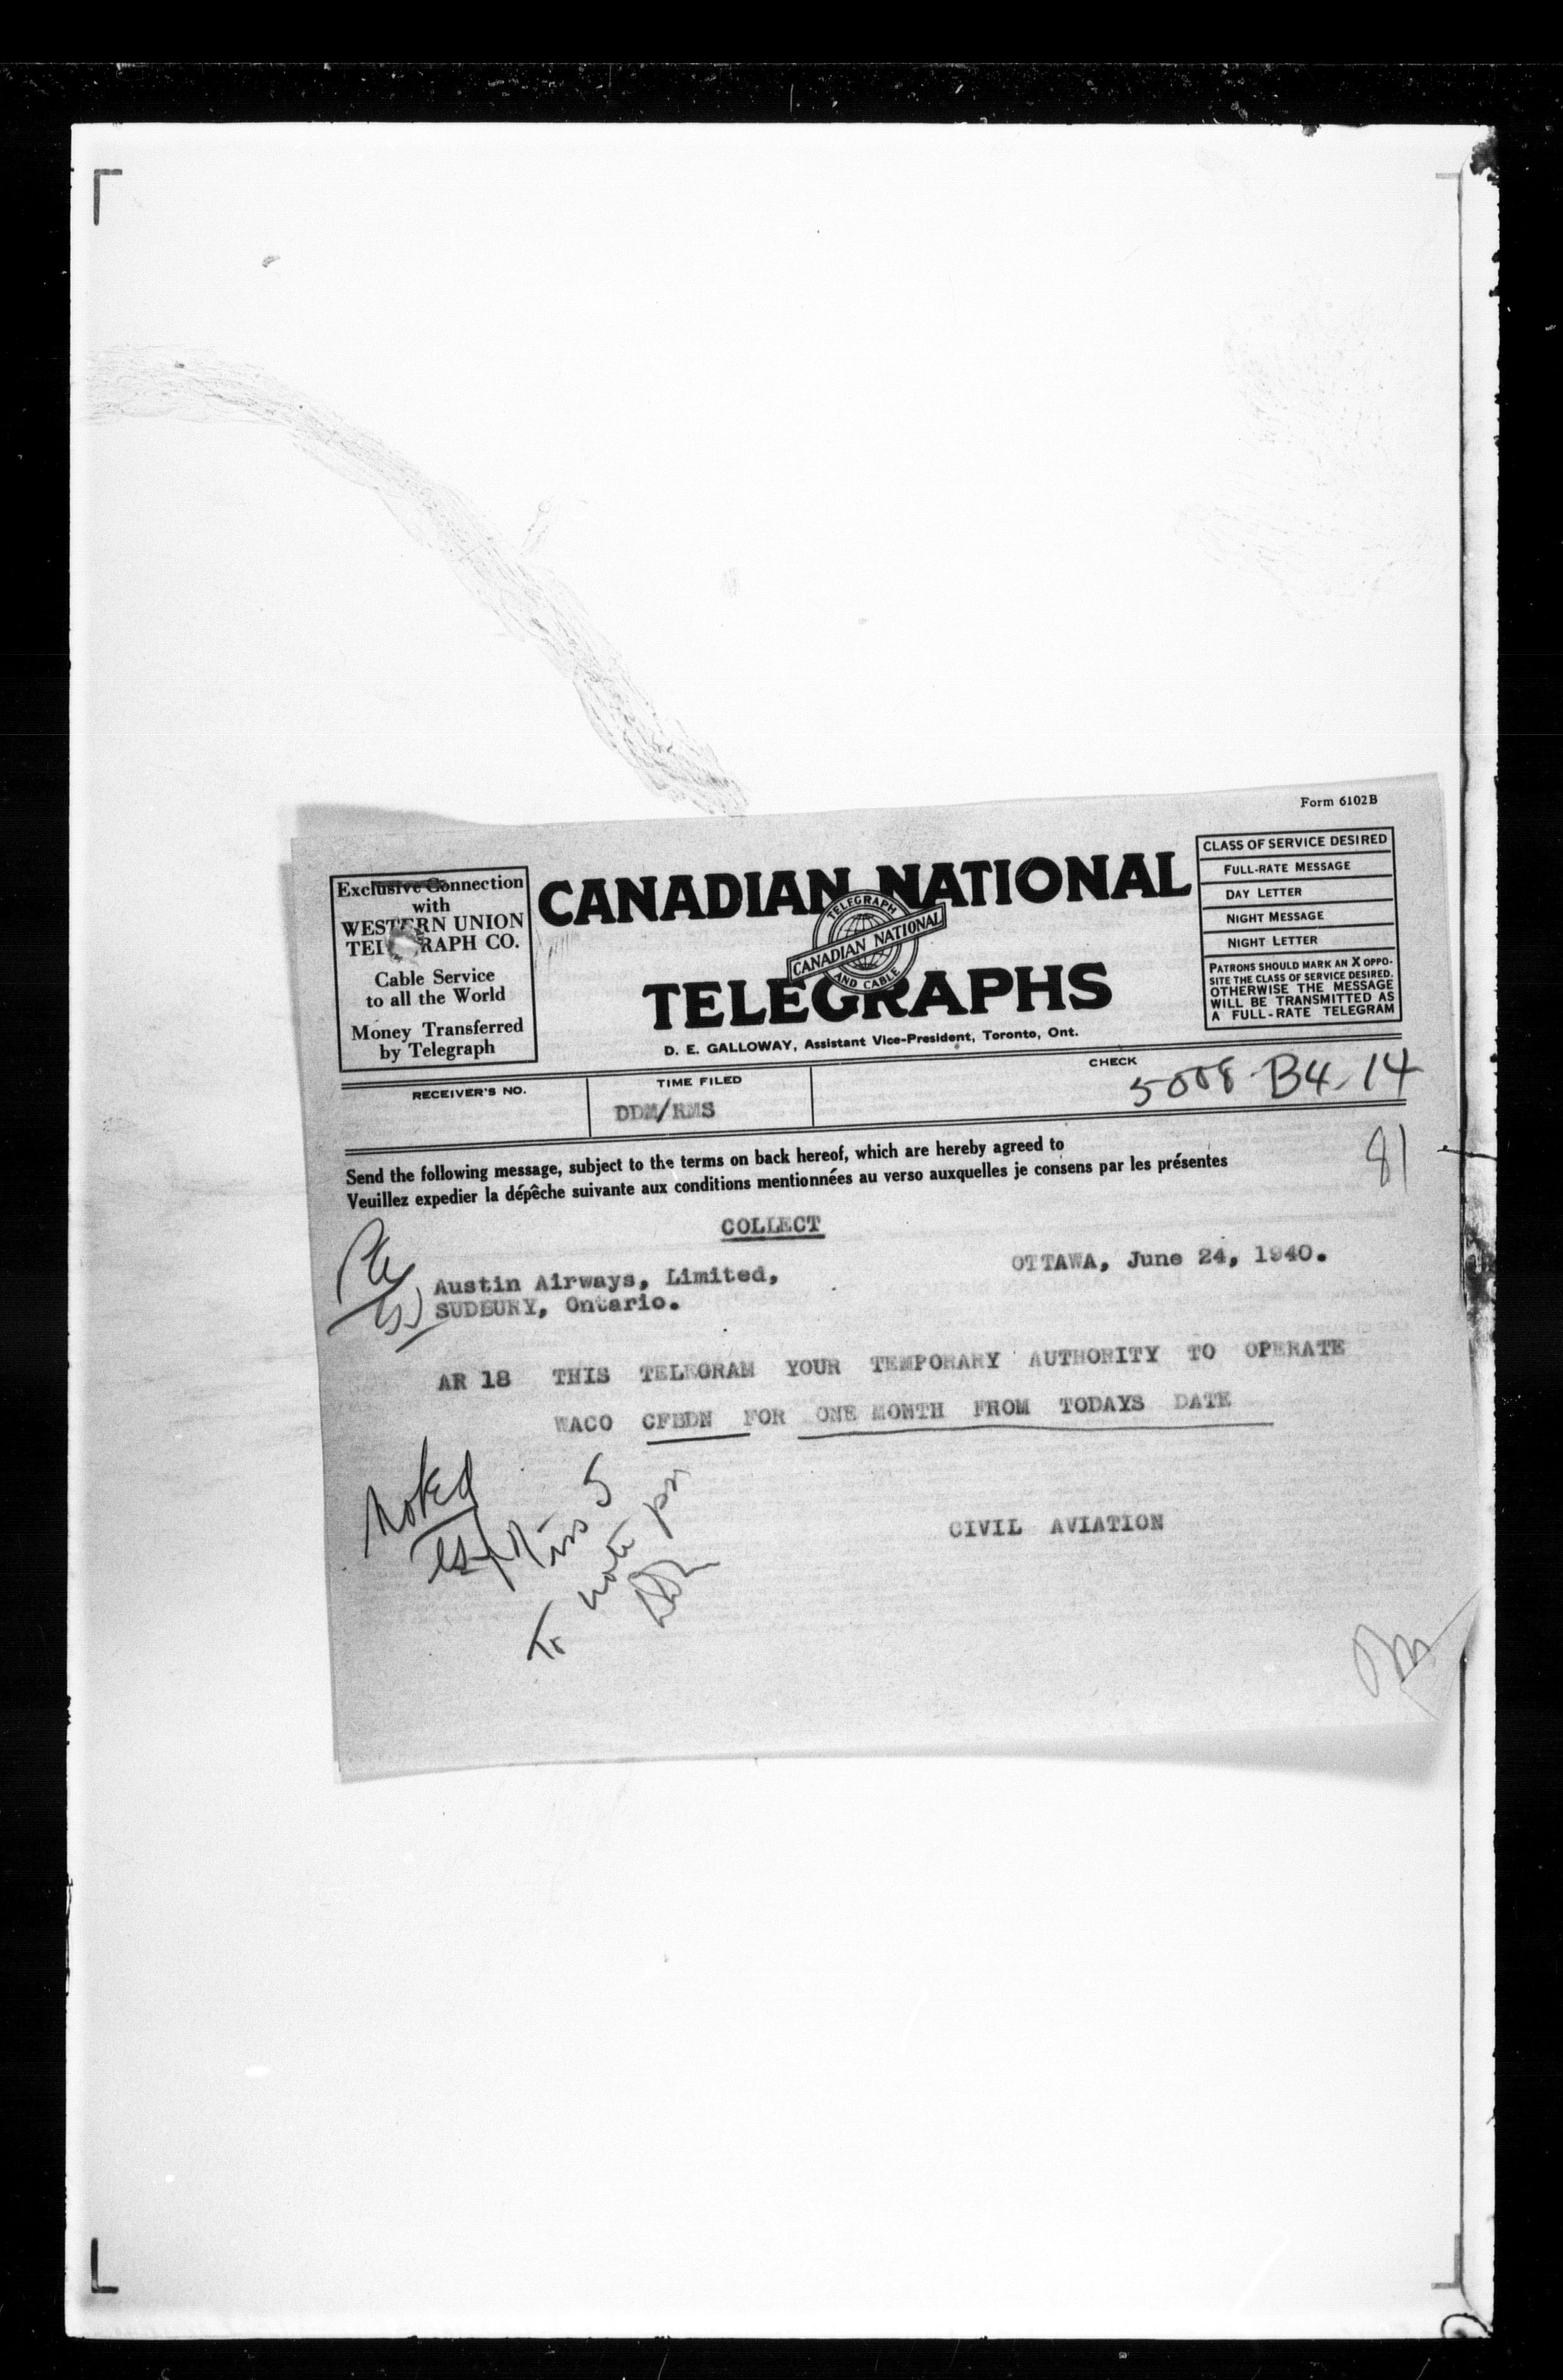 Form 6102B
Exclusive Connection
with
WESTERN UNION
TELEGRAPH CO.
Cable Service
to all the World
Money Transferred
by Telegraph
CANADIAN NATIONAL
TELEGRAPH
CANADIAN NATIONAL
AND CABLE
TELEGRAPHS
D. E. GALLOWAY, Assistant Vice-President, Toronto, Ont.
CLASS OF SERVICE DESIRED
FULL-RATE MESSAGE
DAY LETTER
NIGHT MESSAGE
NIGHT LETTER
PATRONS SHOULD MARK AN X OPPO-
SITE THE CLASS OF SERVICE DESIRED.
OTHERWISE THE MESSAGE
WILL BE TRANSMITTED AS
A FULL-RATE TELEGRAM
RECEIVER'S NO.
TIME FILED
DDM/RMS
CHECK
5008-B4-14
81
Send the following message, subject to the terms on back hereof, which are hereby agreed to
Veuillez expedier la dépêche suivante aux conditions mentionnées au verso auxquelles je consens par les présentes
COLLECT
OTTAWA, June 24, 1940.
Austin Airways, Limited,
SUDBURY, Ontario.
AR 18 THIS TELEGRAM YOUR TEMPORARY AUTHORITY TO OPERATE
WACO CFBDN FOR ONE MONTH FROM TODAYS DATE
CIVIL AVIATION
Noted
Miss S
To note